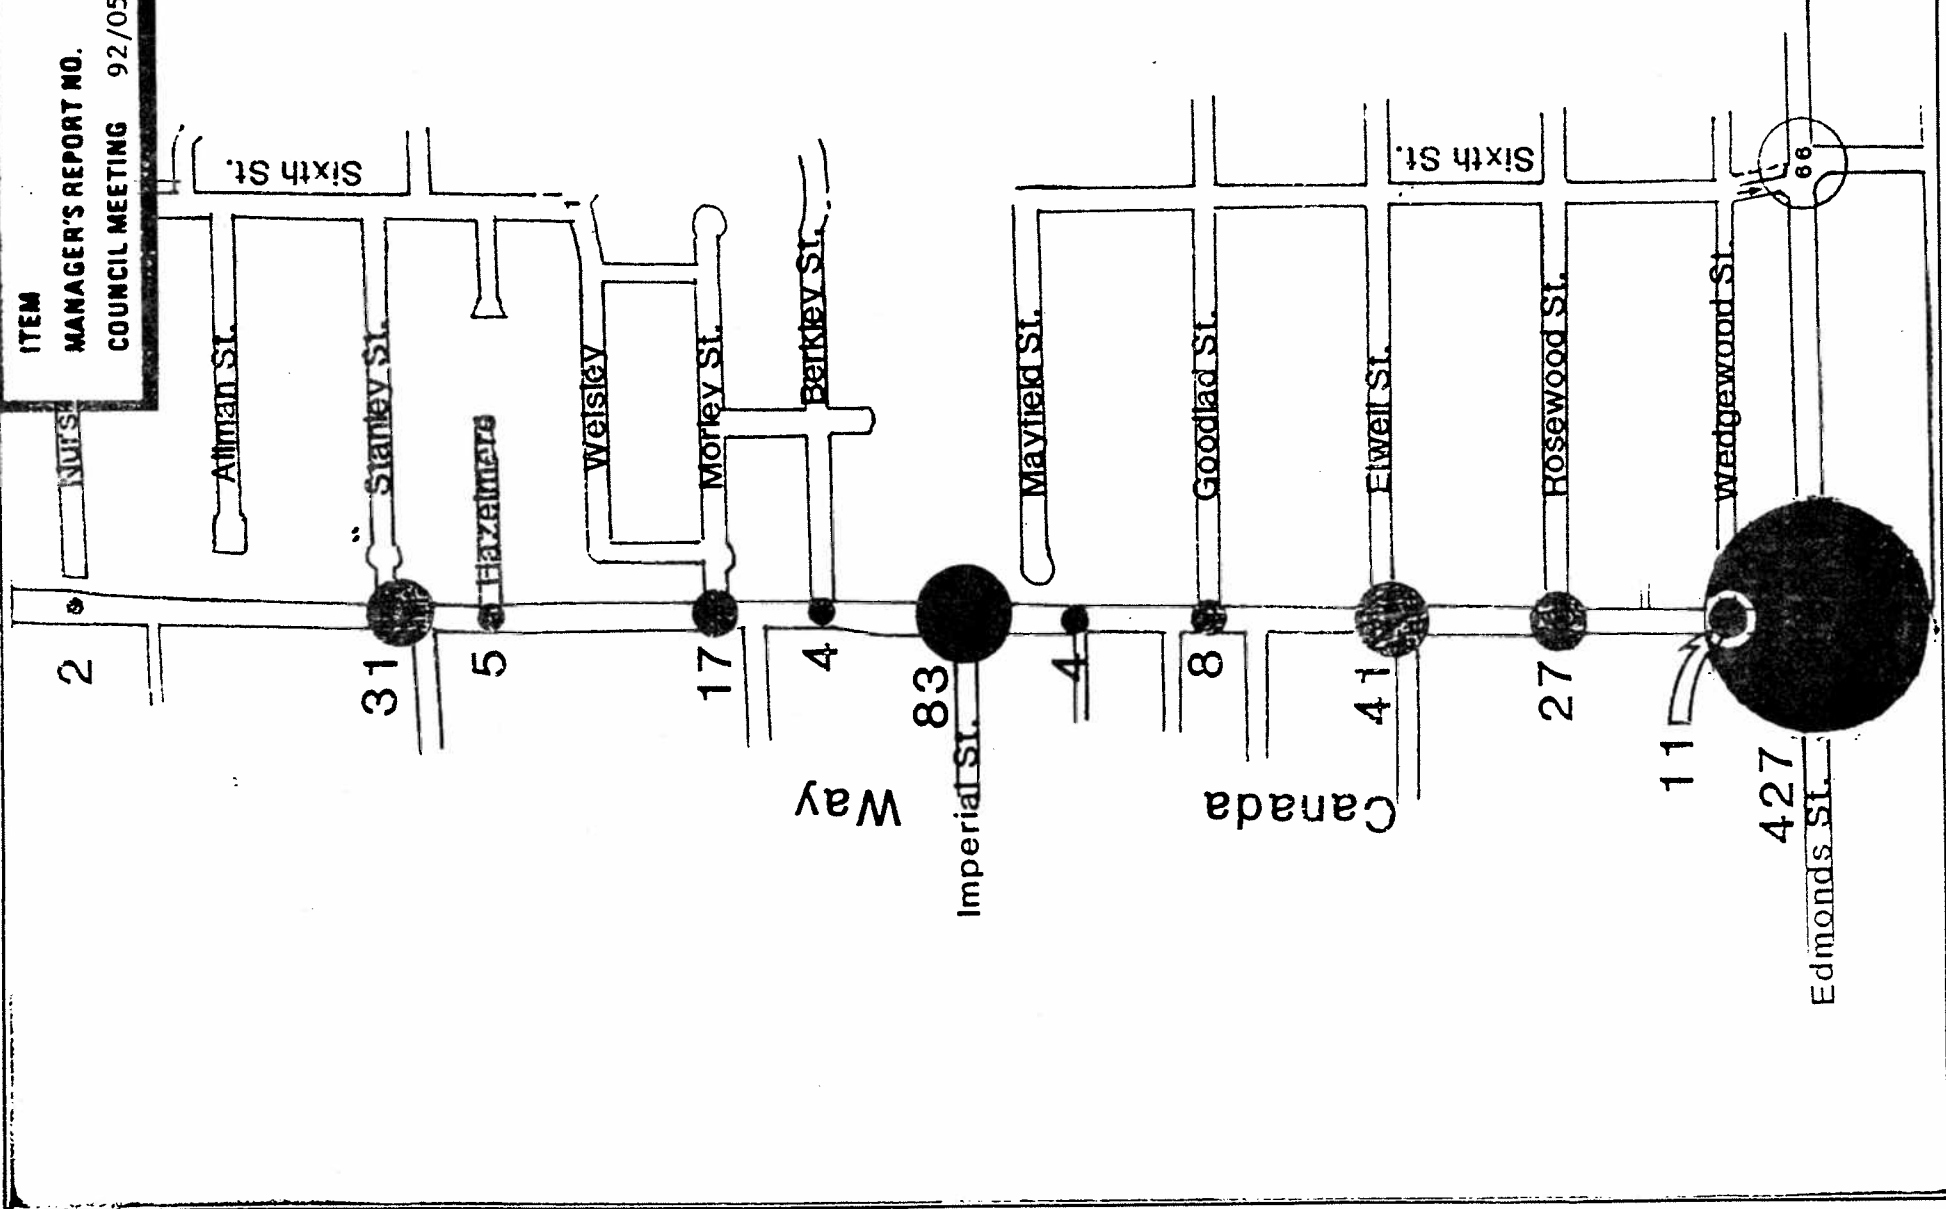 ITEM
MANAGER'S REPORT NO.
COUNCIL MEETING 92/05
Sixth St.
Sixth St.
66
Allman St.
Stanley St.
Hazelmere
Welsley
Morley St.
Berkley St.
Mayfield St.
Goodlad St.
Elwell St.
Rosewood St.
Wedgewood St.
2
31
5
17
4
83
4
8
41
27
11
427
Imperial St.
Way
Canada
Edmonds St.